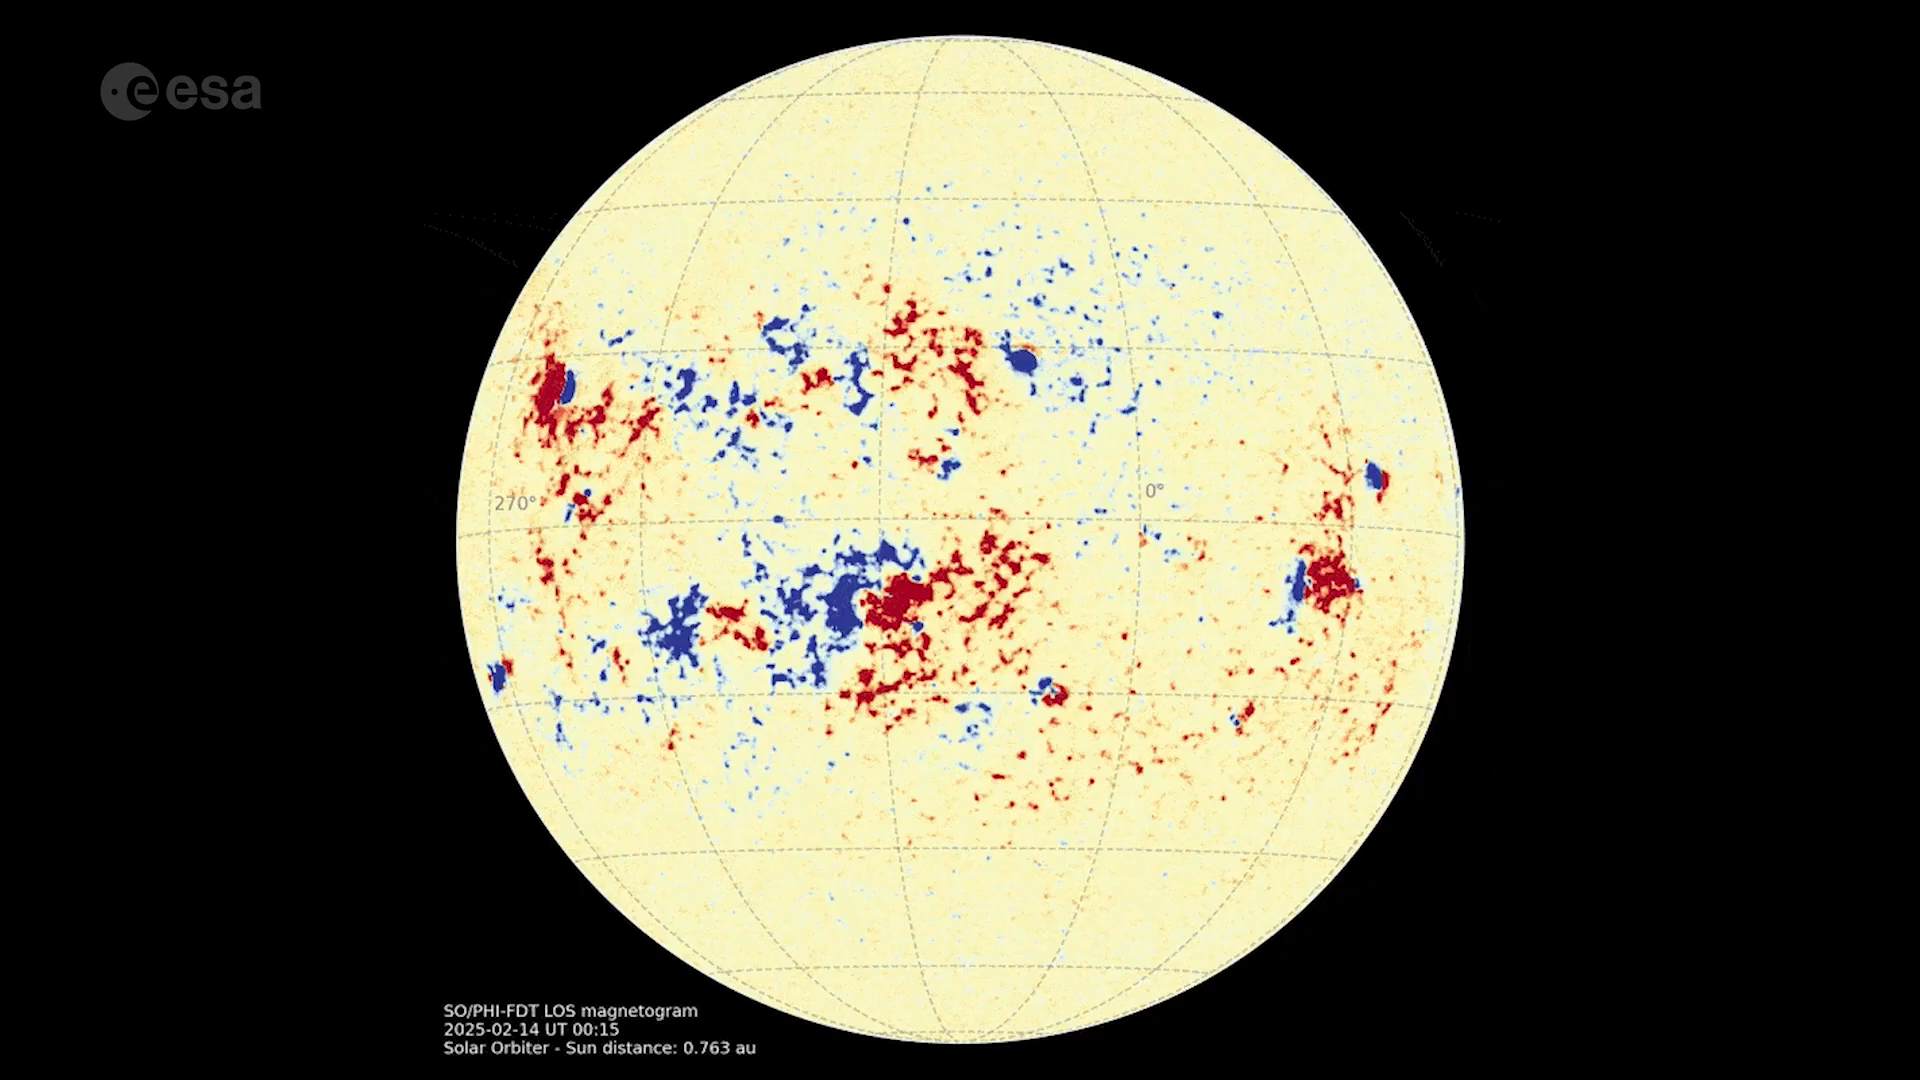 esa
270°
0°
SO/PHI-FDT LOS magnetogram
2025-02-14 UT 00:15
Solar Orbiter - Sun distance: 0.763 au